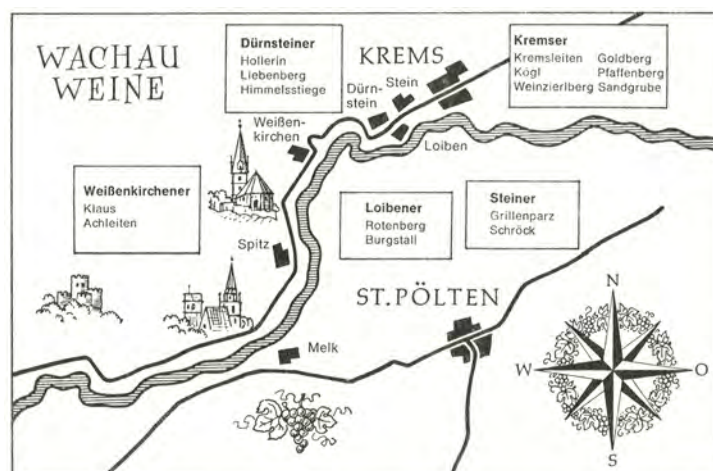 WACHAU
WEINE
Dürnsteiner
Hollerin
Liebenberg
Himmelsstiege
KREMS
Kremser
Kremsleiten Goldberg
Kögl Pfaffenberg
Weinzierlberg Sandgrube
Stein
Dürn-
stein
Weißen-
kirchen
Loiben
Weißenkirchener
Klaus
Achleiten
Loibener
Rotenberg
Burgstall
Steiner
Grillenparz
Schröck
Spitz
ST. PÖLTEN
Melk
N
W
O
S